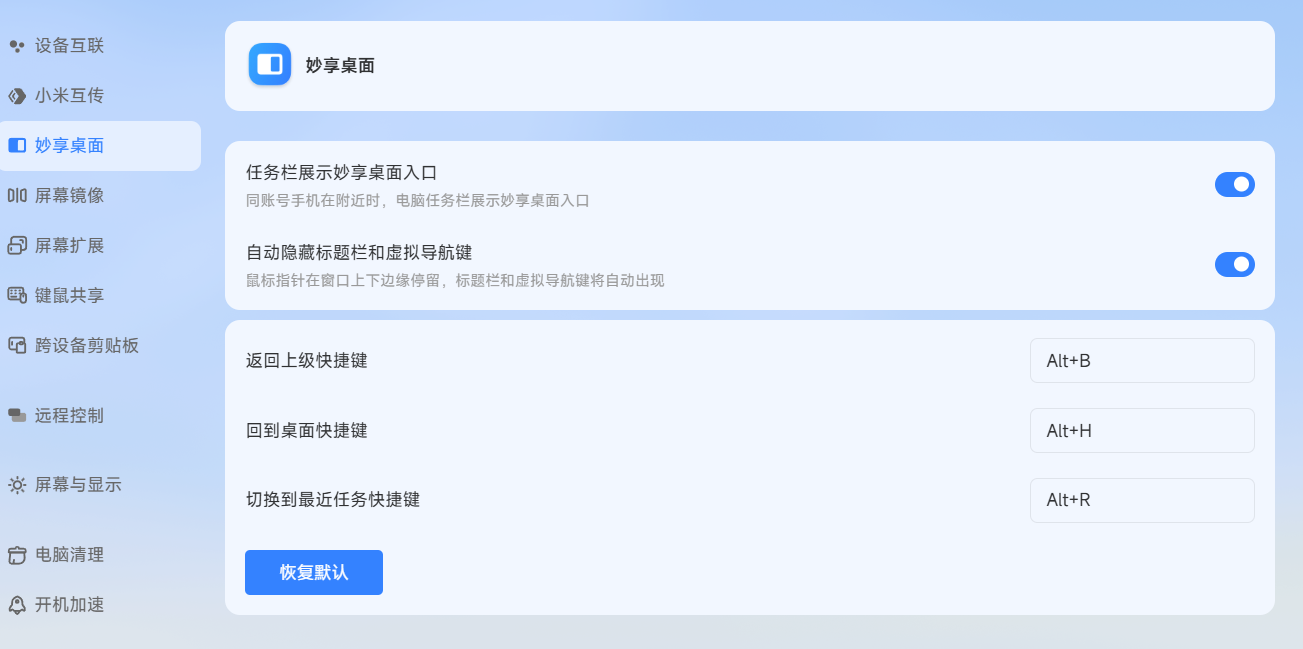 设备互联
小米互传
妙享桌面
屏幕镜像
屏幕扩展
键鼠共享
跨设备剪贴板
远程控制
屏幕与显示
电脑清理
开机加速
妙享桌面
任务栏展示妙享桌面入口
同账号手机在附近时，电脑任务栏展示妙享桌面入口
自动隐藏标题栏和虚拟导航键
鼠标指针在窗口上下边缘停留，标题栏和虚拟导航键将自动出现
返回上级快捷键
Alt+B
回到桌面快捷键
Alt+H
切换到最近任务快捷键
Alt+R
恢复默认